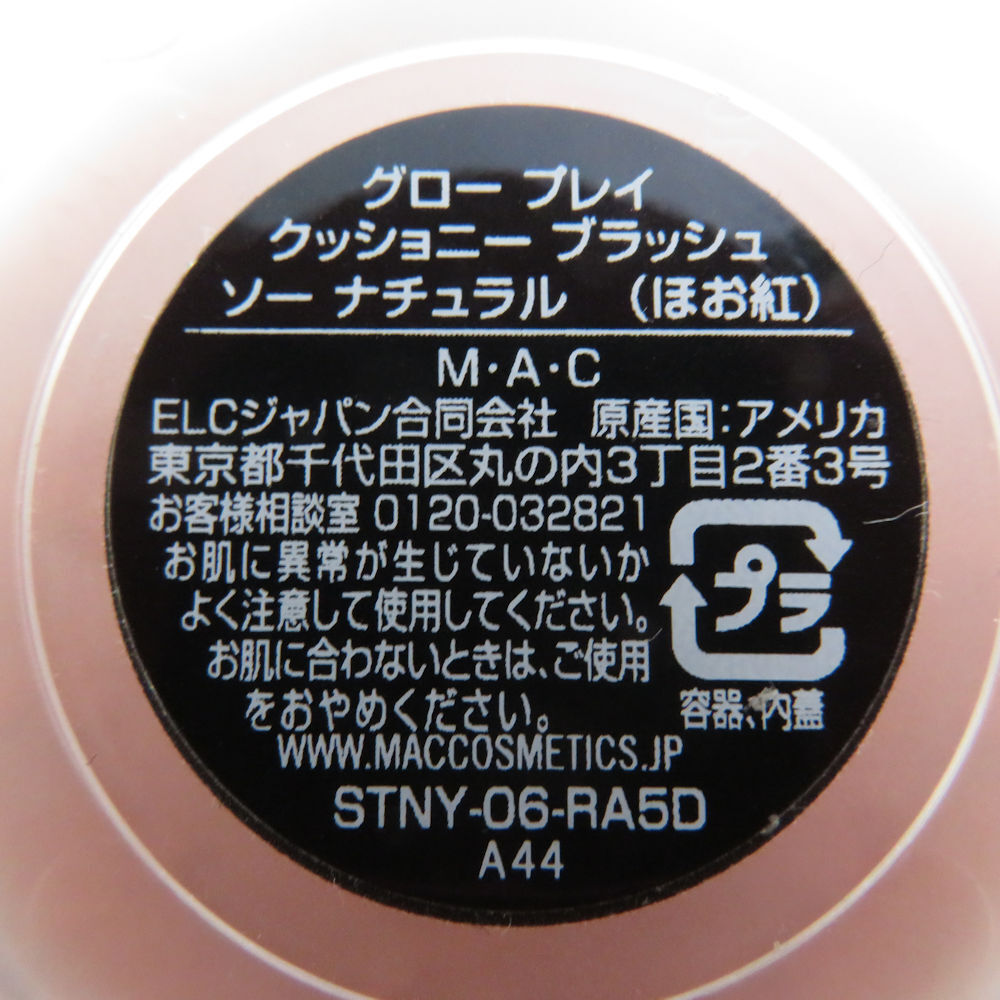 グロー プレイ
クッショニー ブラッシュ
ソー ナチュラル （ほお紅）
M・A・C
ELCジャパン合同会社 原産国：アメリカ
東京都千代田区丸の内3丁目2番3号
お客様相談室 0120-032821
お肌に異常が生じていないか
よく注意して使用してください。
お肌に合わないときは、ご使用
をおやめください。
プラ
容器、内蓋
WWW.MACCOSMETICS.JP
STNY-06-RA5D
A44